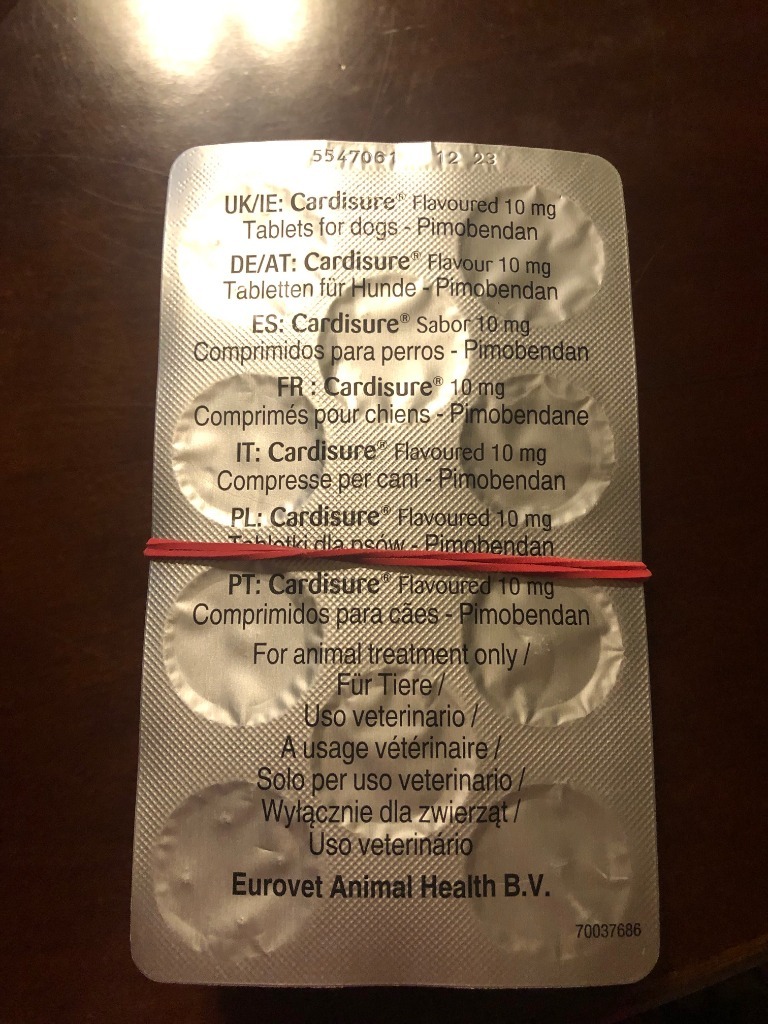 5547061 12 23
UK/IE: Cardisure® Flavoured 10 mg
Tablets for dogs - Pimobendan
DE/AT: Cardisure® Flavour 10 mg
Tabletten für Hunde - Pimobendan
ES: Cardisure® Sabor 10 mg
Comprimidos para perros - Pimobendan
FR : Cardisure® 10 mg
Comprimés pour chiens - Pimobendane
IT: Cardisure® Flavoured 10 mg
Compresse per cani - Pimobendan
PL: Cardisure® Flavoured 10 mg
Tabletki dla psów - Pimobendan
PT: Cardisure® Flavoured 10 mg
Comprimidos para cães - Pimobendan
For animal treatment only /
Für Tiere /
Uso veterinario /
A usage vétérinaire /
Solo per uso veterinario /
Wyłącznie dla zwierząt /
Uso veterinário
Eurovet Animal Health B.V.
70037686